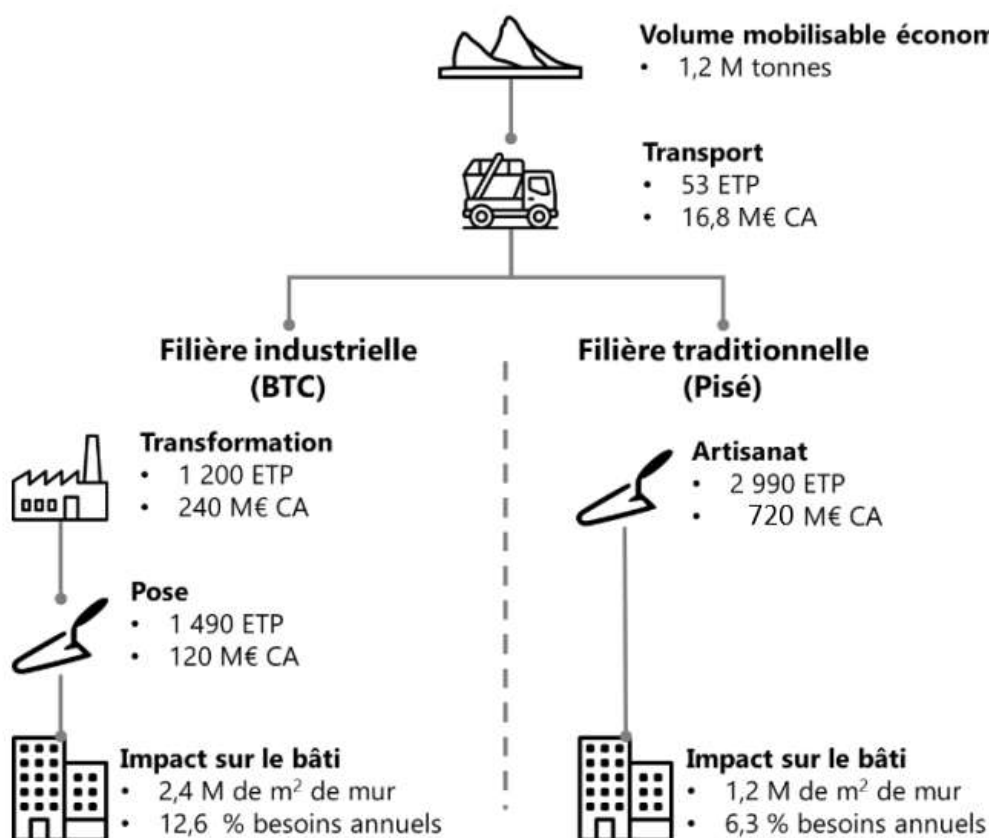 Volume mobilisable économ
• 1,2 M tonnes
Transport
• 53 ETP
• 16,8 M€ CA
Filière industrielle
(BTC)
Transformation
• 1 200 ETP
• 240 M€ CA
Pose
• 1 490 ETP
• 120 M€ CA
Impact sur le bâti
• 2,4 M de m² de mur
• 12,6 % besoins annuels
Filière traditionnelle
(Pisé)
Artisanat
• 2 990 ETP
• 720 M€ CA
Impact sur le bâti
• 1,2 M de m² de mur
• 6,3 % besoins annuels